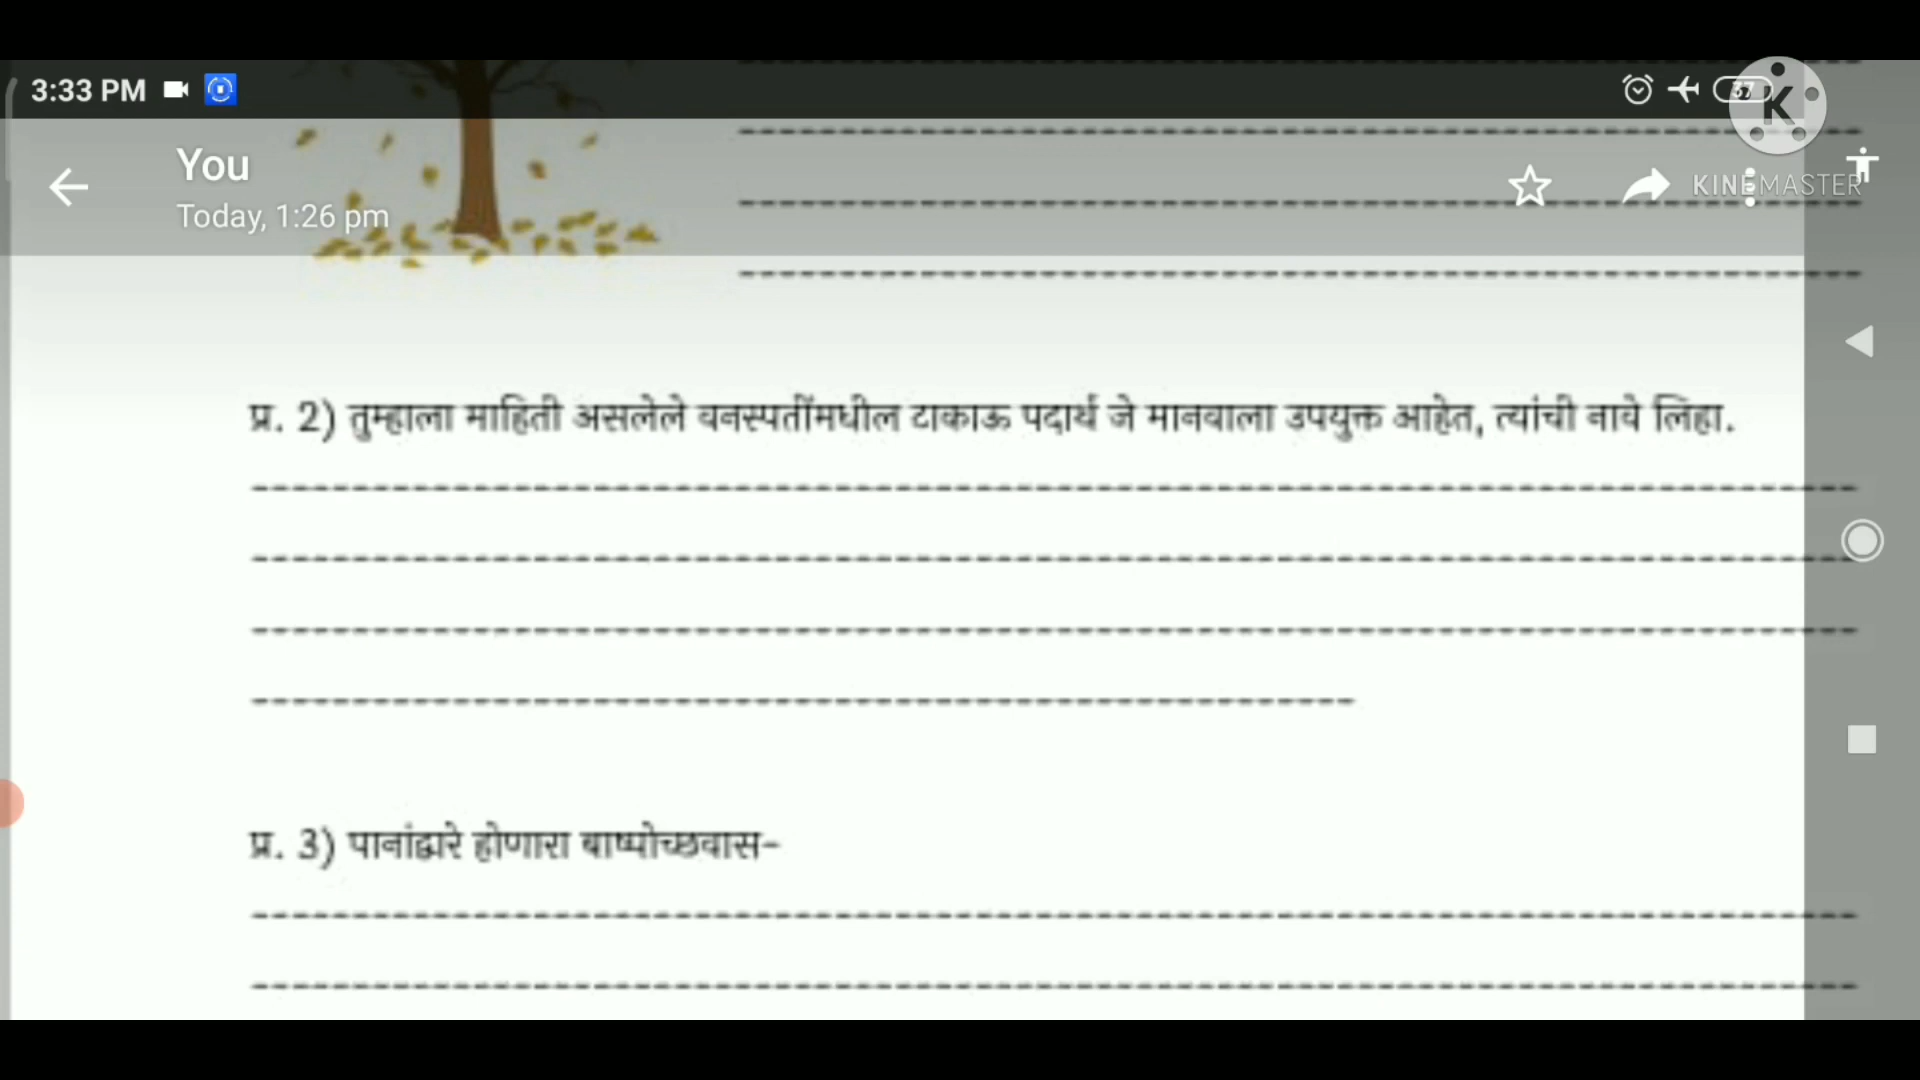 3:33 PM
37
You
Today, 1:26 pm
K
KINEMASTER
प्र. 2) तुम्हाला माहिती असलेले वनस्पतींमधील टाकाऊ पदार्थ जे मानवाला उपयुक्त आहेत, त्यांची नावे लिहा.
प्र. 3) पानांद्वारे होणारा बाष्पोच्छवास-